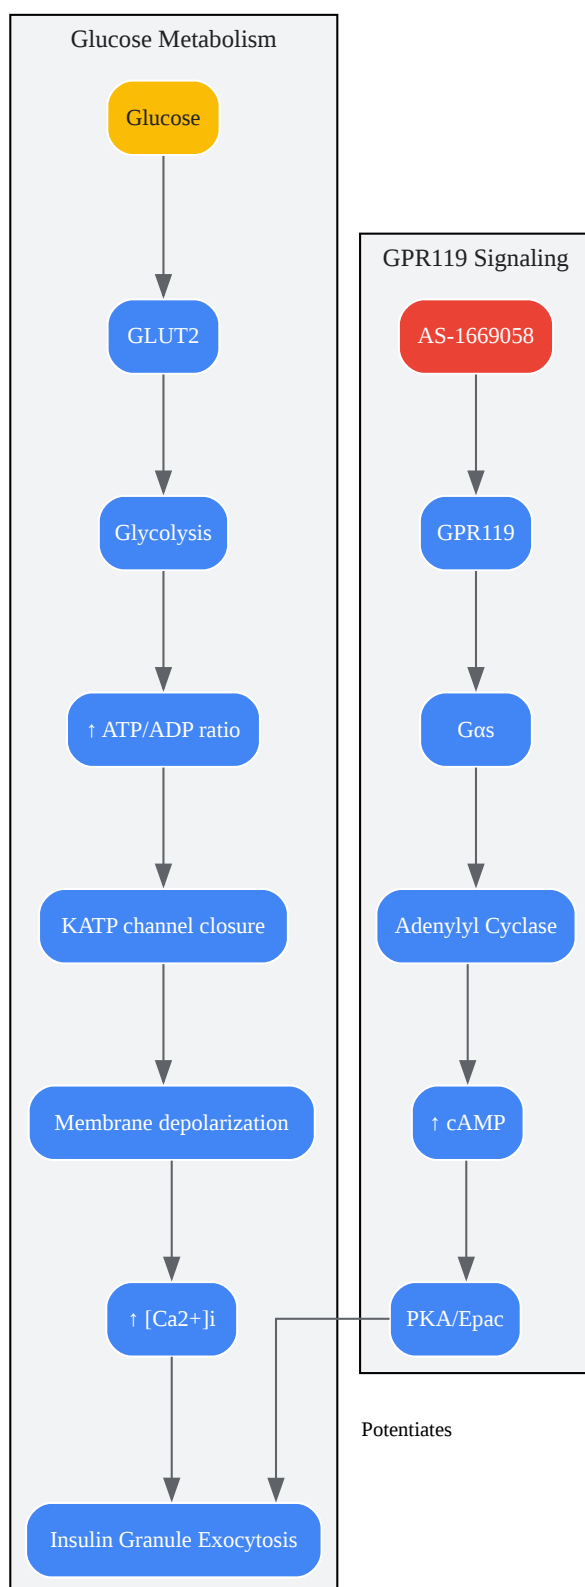 Glucose Metabolism
Glucose
GLUT2
Glycolysis
↑ ATP/ADP ratio
KATP channel closure
Membrane depolarization
↑ [Ca2+]i
Insulin Granule Exocytosis
GPR119 Signaling
AS-1669058
GPR119
Gαs
Adenylyl Cyclase
↑ cAMP
PKA/Epac
Potentiates